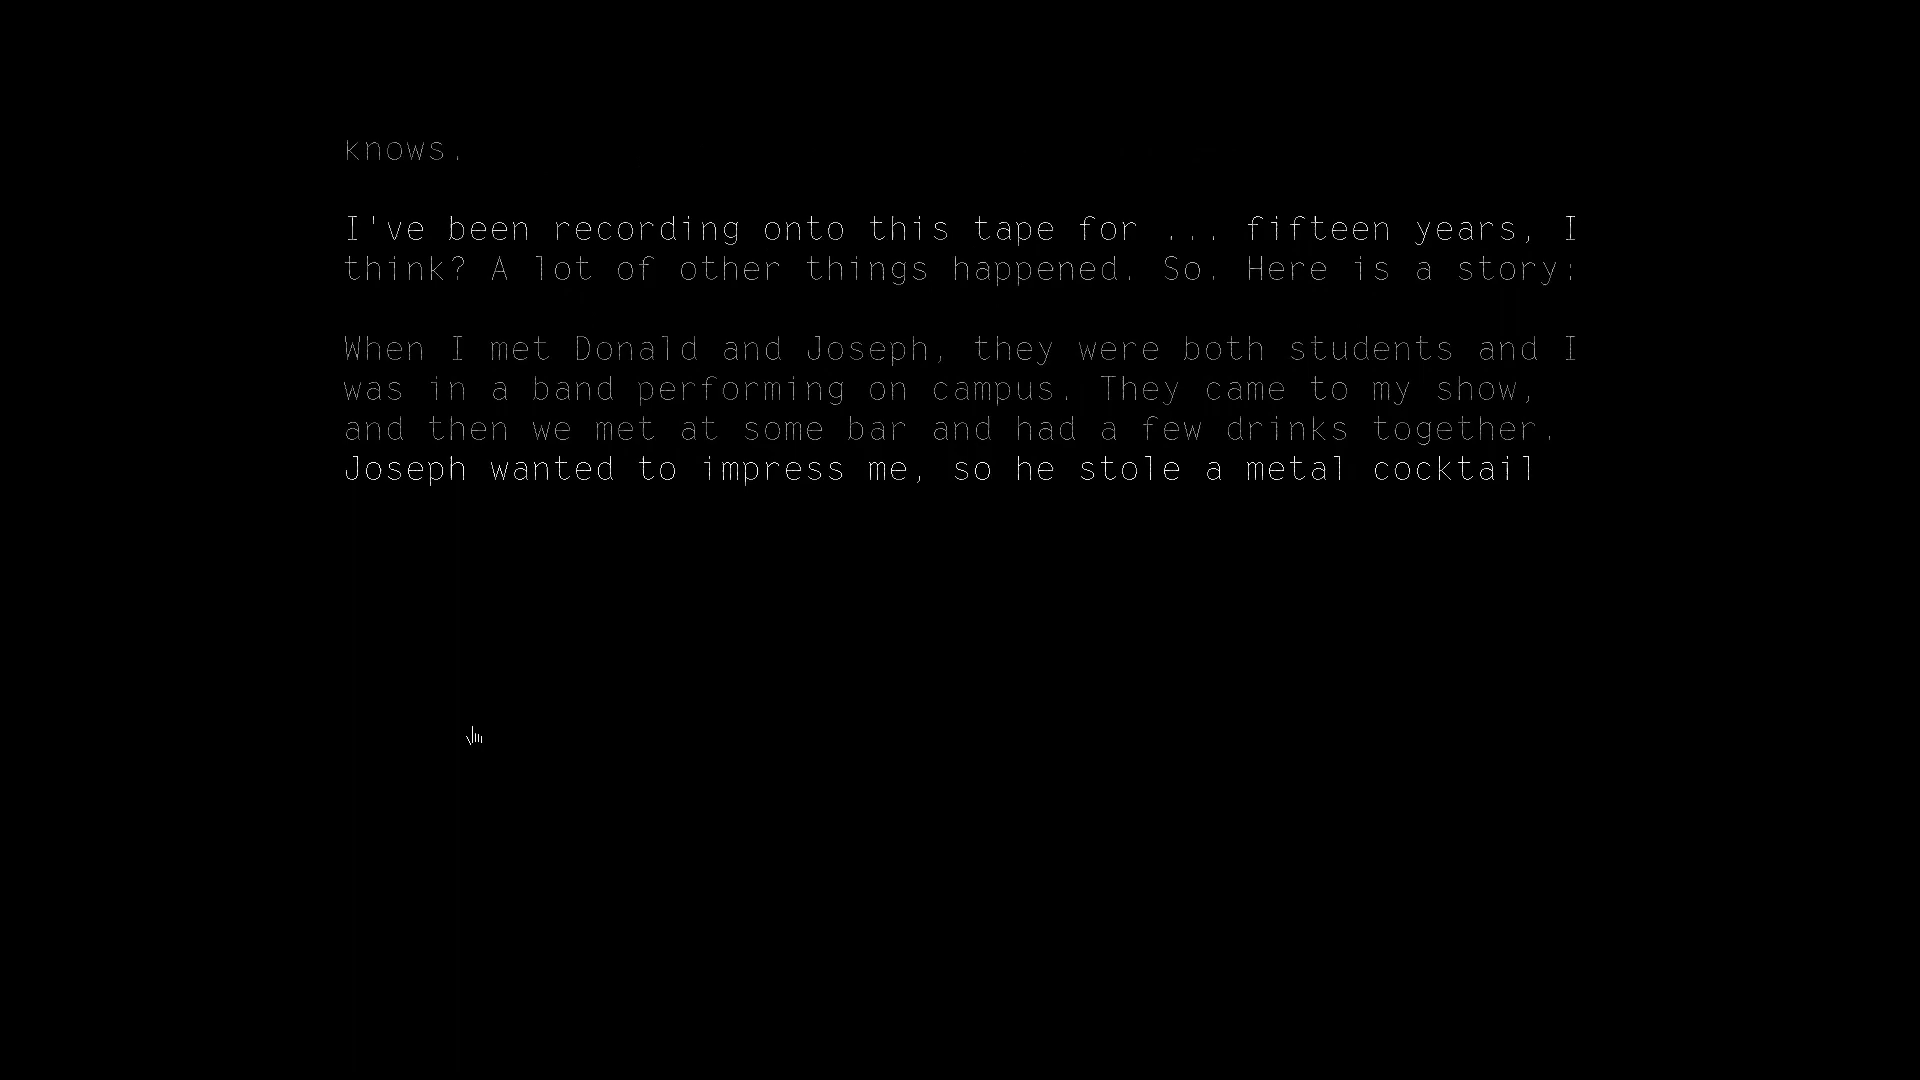 knows.
I've been recording onto this tape for ... fifteen years, I
think? A lot of other things happened. So. Here is a story:
When I met Donald and Joseph, they were both students and I
was in a band performing on campus. They came to my show,
and then we met at some bar and had a few drinks together.
Joseph wanted to impress me, so he stole a metal cocktail